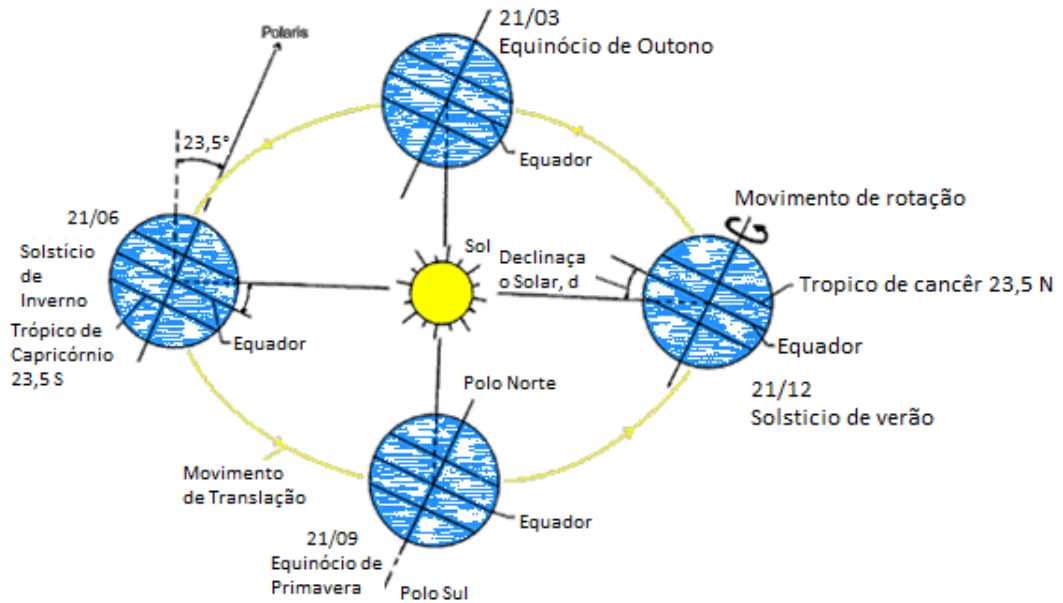 21/03
Equinócio de Outono
Polaris
23,5°
Equador
Movimento de rotação
21/06
Solstício
de
Inverno
Sol
Declinaça
o Solar, d
Tropico de cancêr 23,5 N
Trópico de
Capricórnio
23,5 S
Equador
Equador
21/12
Solsticio de verão
Polo Norte
Movimento
de Translação
Equador
21/09
Equinócio de
Primavera
Polo Sul